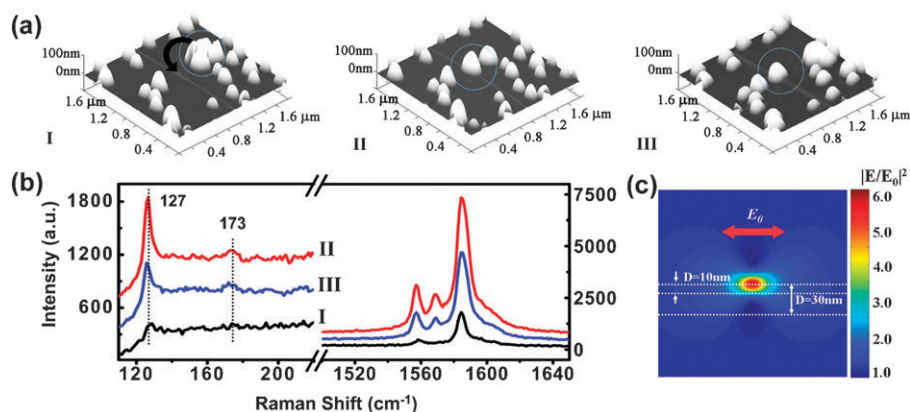 (a)
100nm
0nm
1.6 μm
0.8
0.4
0.4
0.8
1.2
1.6 μm
I
100nm
0nm
1.6 μm
1.2
0.8
0.4
0.4
0.8
1.2
1.6 μm
II
100nm
0nm
1.6 μm
1.2
0.8
0.4
0.4
0.8
1.2
1.6 μm
III
(b)
Intensity (a.u.)
1800
1200
600
127
173
II
III
I
7500
5000
2500
0
110
160
200
1520
1560
1600
1640
Raman Shift (cm⁻¹)
(c)
|E/E₀|²
E₀
D=10nm
D=30nm
6.0
5.0
4.0
3.0
2.0
1.0